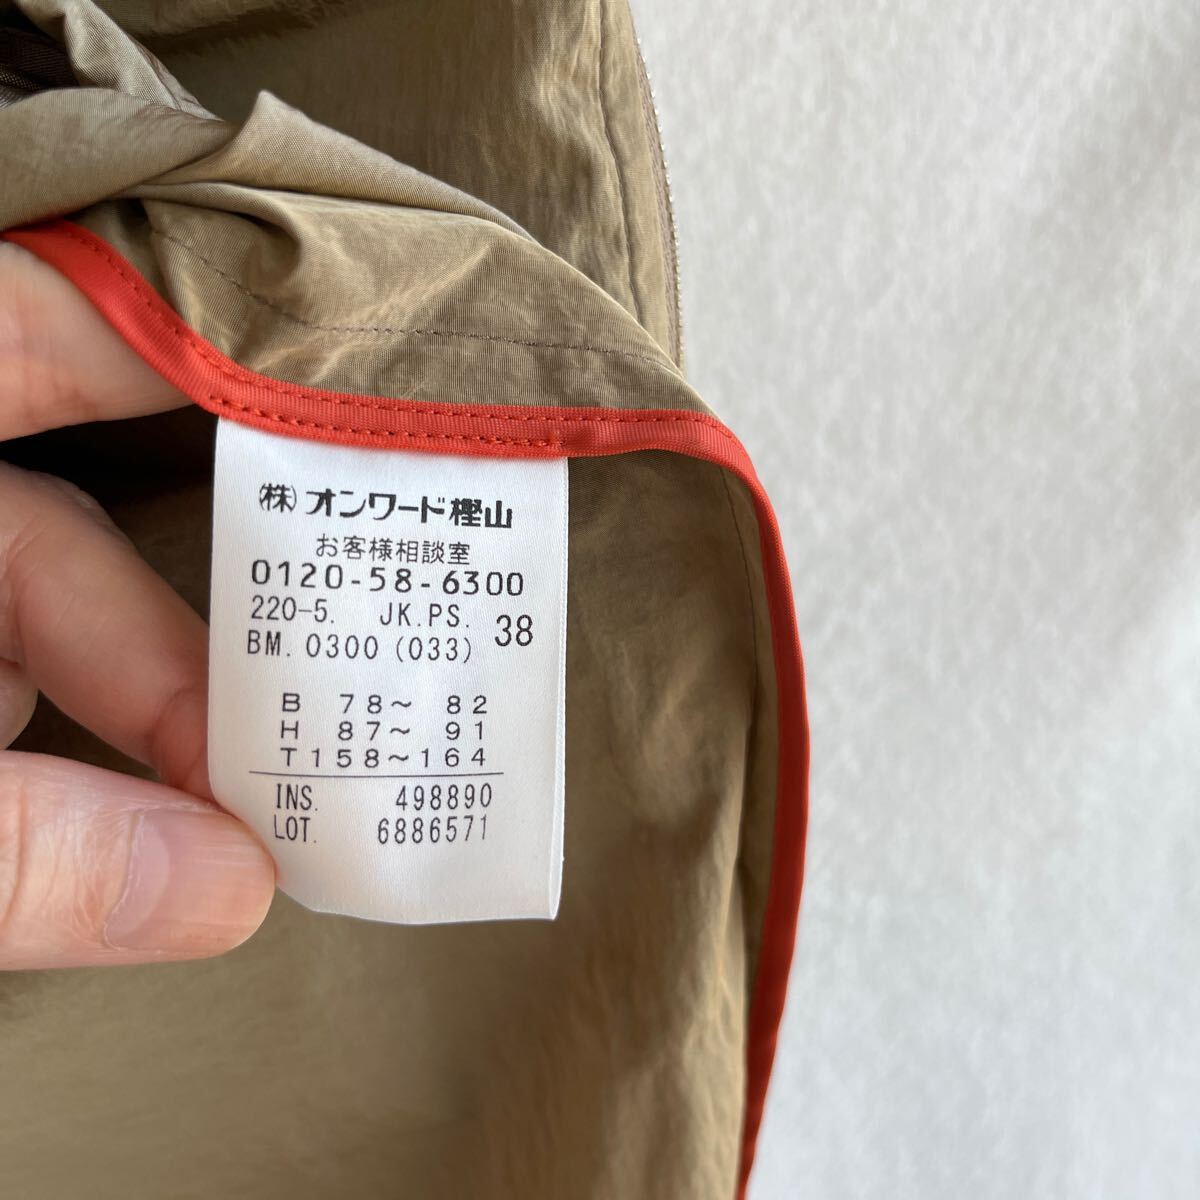 ㈱オンワード樫山
お客様相談室
0120-58-6300
220-5. JK.PS. 38
BM. 0300 (033)
B 78～ 82
H 87～ 91
T158～164
INS. 498890
LOT. 6886571